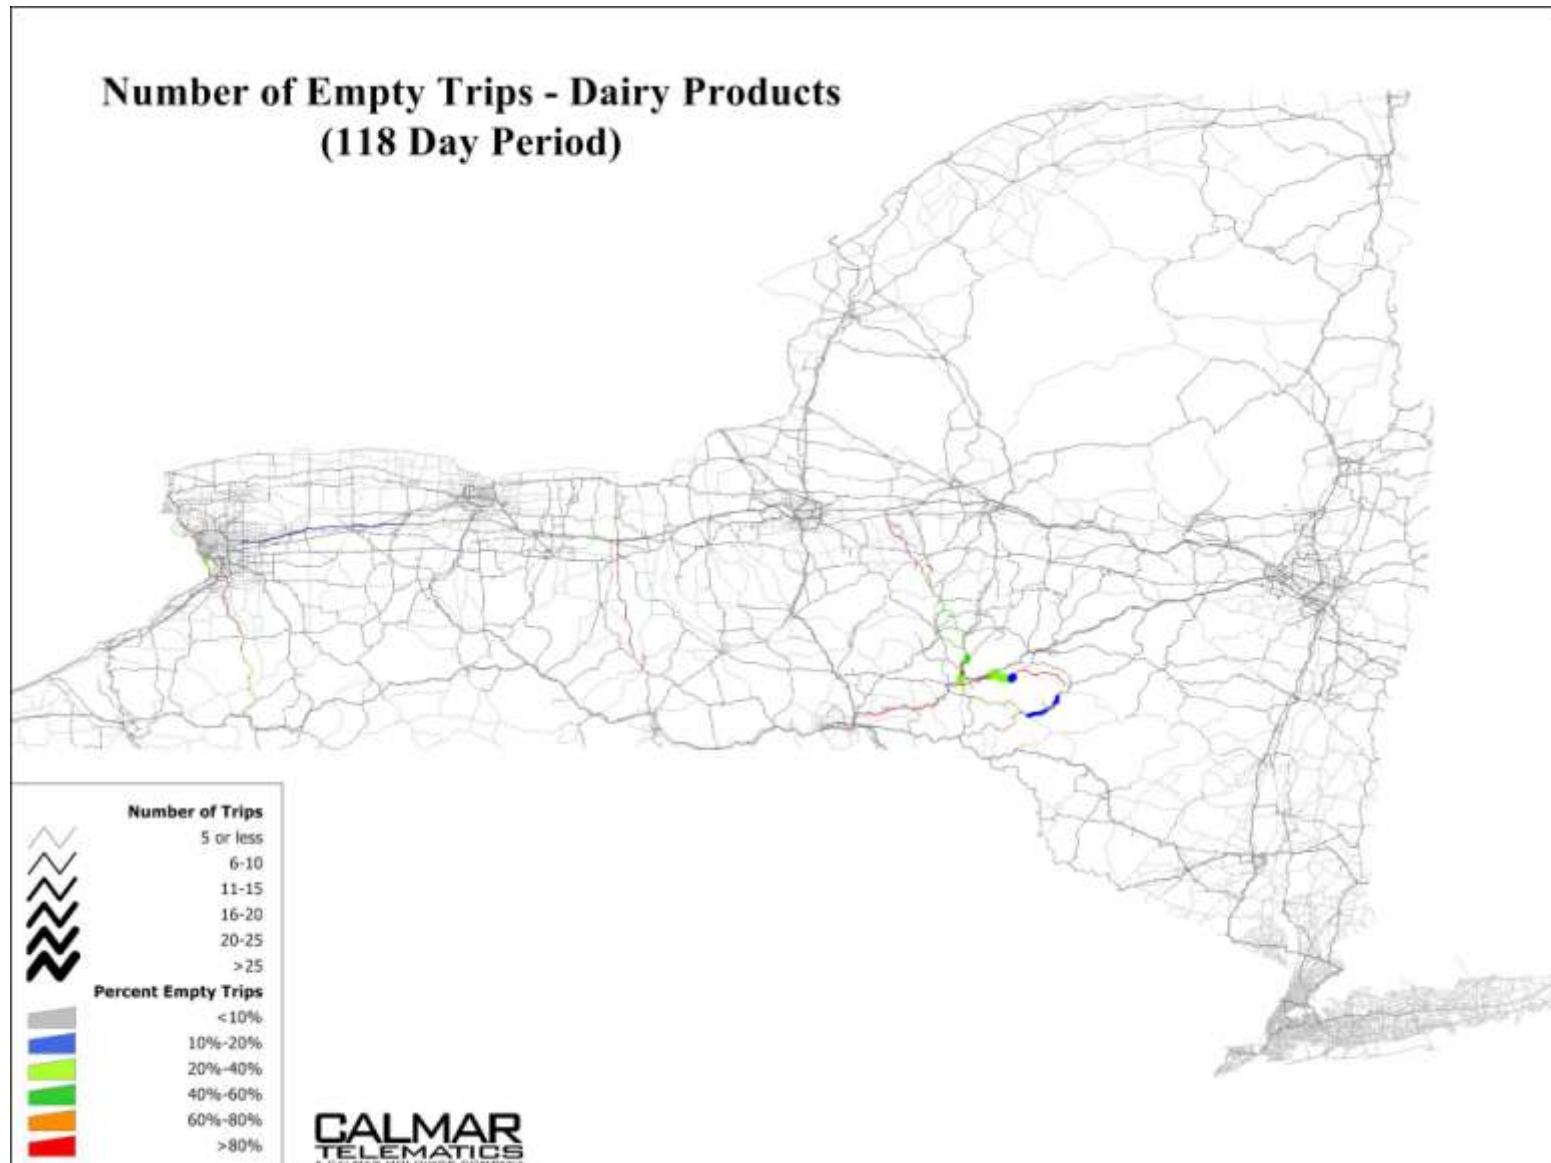 Number of Empty Trips - Dairy Products
(118 Day Period)
Number of Trips
5 or less
6-10
11-15
16-20
20-25
>25
Percent Empty Trips
<10%
10%-20%
20%-40%
40%-60%
60%-80%
>80%
CALMAR
TELEMATICS